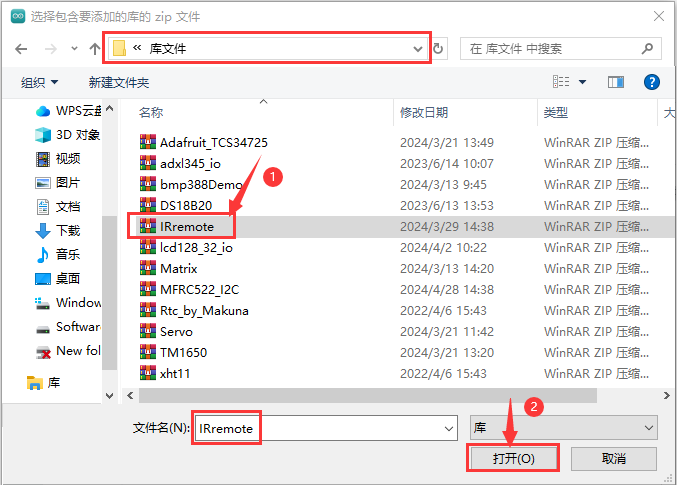 选择包含要添加的库的 zip 文件
« 库文件
在 库文件 中搜索
组织 新建文件夹
名称 修改日期 类型 大
WPS云盘
3D 对象
视频
图片
文档
下载
音乐
桌面
Window
Software
New fol
库
Adafruit_TCS34725 2024/3/21 13:49 WinRAR ZIP 压缩...
adxl345_io 2023/6/14 10:07 WinRAR ZIP 压缩...
bmp388Demo 2024/3/13 9:45 WinRAR ZIP 压缩...
DS18B20 2023/6/13 13:53 WinRAR ZIP 压缩...
IRremote 2024/3/29 14:38 WinRAR ZIP 压缩...
lcd128_32_io 2024/4/2 10:22 WinRAR ZIP 压缩...
Matrix 2024/3/13 14:20 WinRAR ZIP 压缩...
MFRC522_I2C 2024/4/28 14:38 WinRAR ZIP 压缩...
Rtc_by_Makuna 2022/4/6 15:43 WinRAR ZIP 压缩...
Servo 2024/3/21 11:42 WinRAR ZIP 压缩...
TM1650 2024/3/21 13:20 WinRAR ZIP 压缩...
xht11 2022/4/6 15:43 WinRAR ZIP 压缩...
1
2
文件名(N): IRremote 库
打开(O) 取消